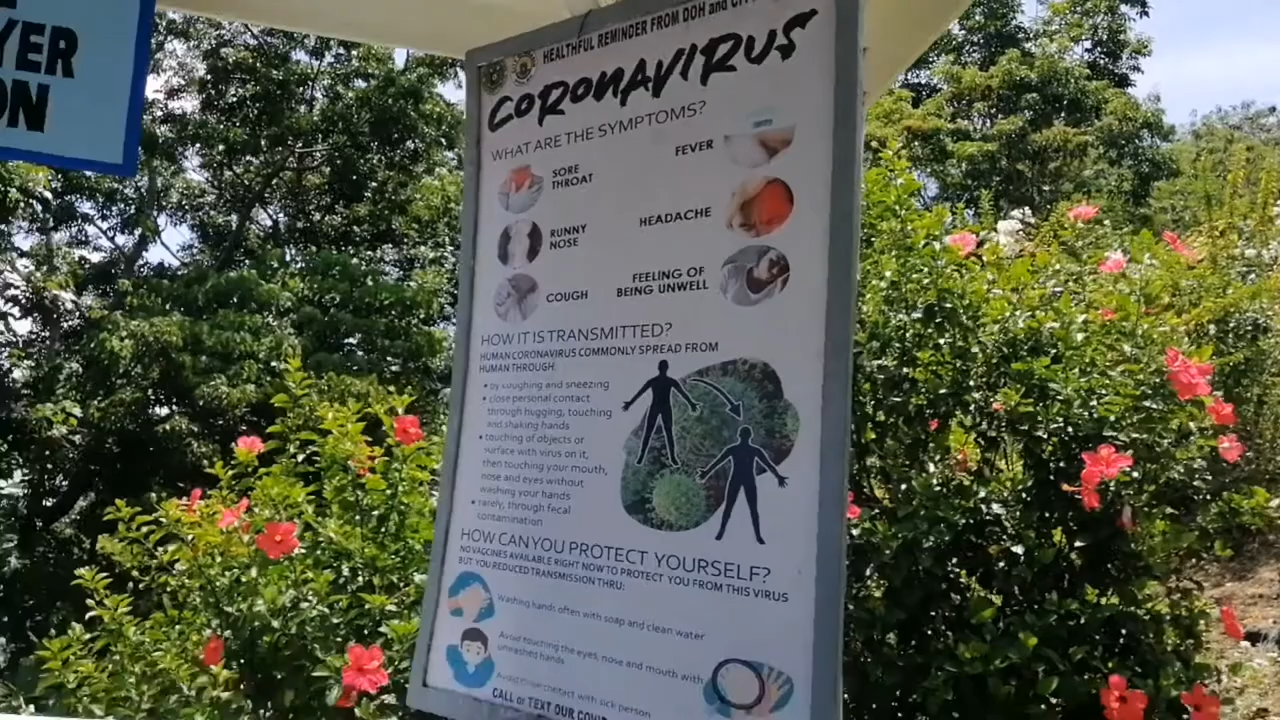 YER
ON
HEALTHFUL REMINDER FROM DOH and
CORONAVIRUS
WHAT ARE THE SYMPTOMS?
SORE
THROAT
FEVER
RUNNY
NOSE
HEADACHE
COUGH
FEELING OF
BEING UNWELL
HOW IT IS TRANSMITTED?
HUMAN CORONAVIRUS COMMONLY SPREAD FROM
HUMAN THROUGH:
• by coughing and sneezing
• close personal contact
through hugging, touching
and shaking hands
• touching of objects or
surface with virus on it,
then touching your mouth,
nose and eyes without
washing your hands
• rarely, through fecal
contamination
HOW CAN YOU PROTECT YOURSELF?
NO VACCINES AVAILABLE RIGHT NOW TO PROTECT YOU FROM THIS VIRUS
BUT YOU REDUCED TRANSMISSION THRU:
Washing hands often with soap and clean water
Avoid touching the eyes, nose and mouth with
unwashed hands
Avoid close contact with sick person
CALL or TEXT OUR